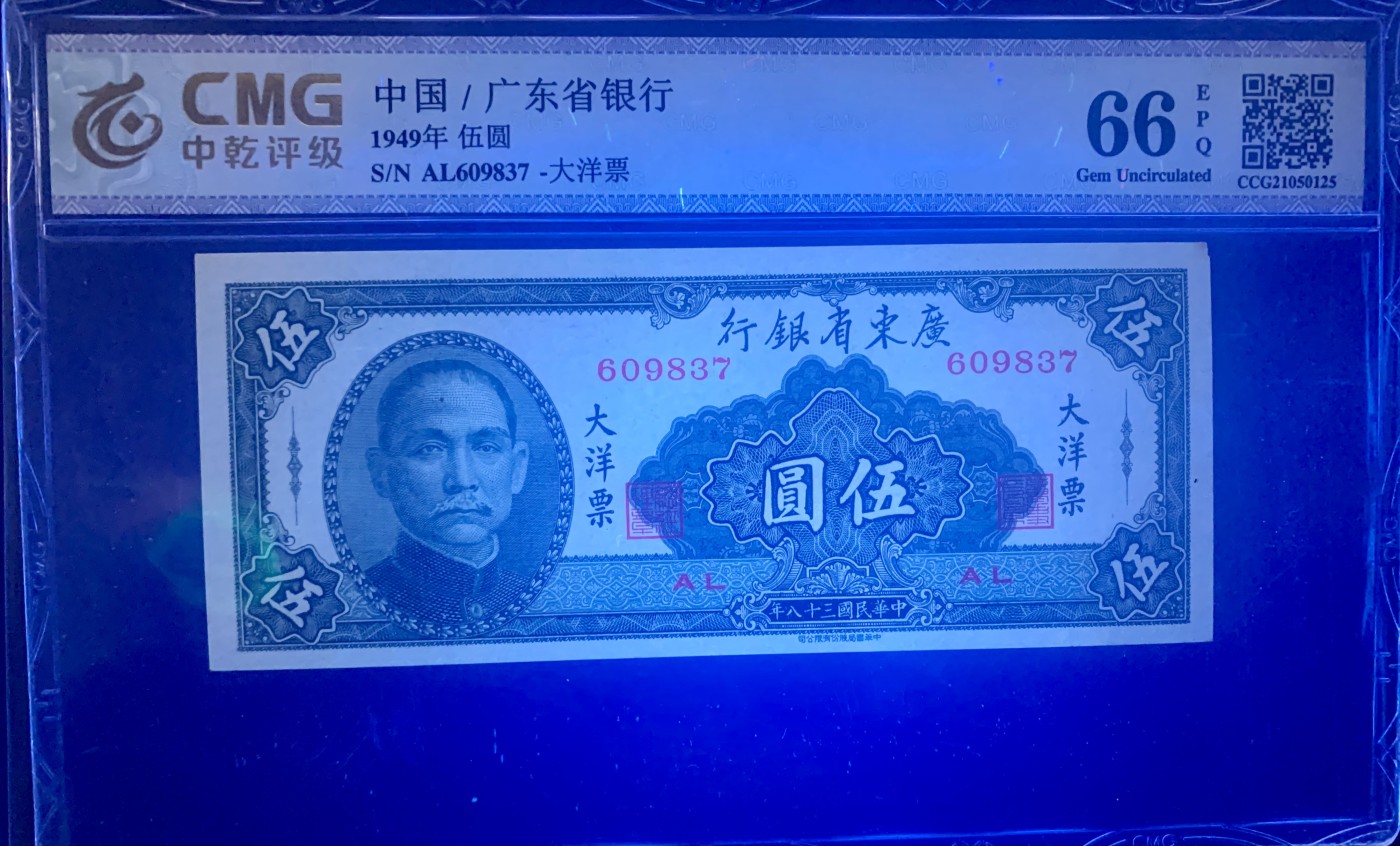 CMG
中乾评级
中国 / 广东省银行
1949年 伍圆
S/N AL609837 -大洋票
66
EPQ
Gem Uncirculated
CCG21050125
伍
伍
行銀省東廣
609837
609837
大洋票
大洋票
圓伍
AL
AL
伍
伍
年八十三國民華中